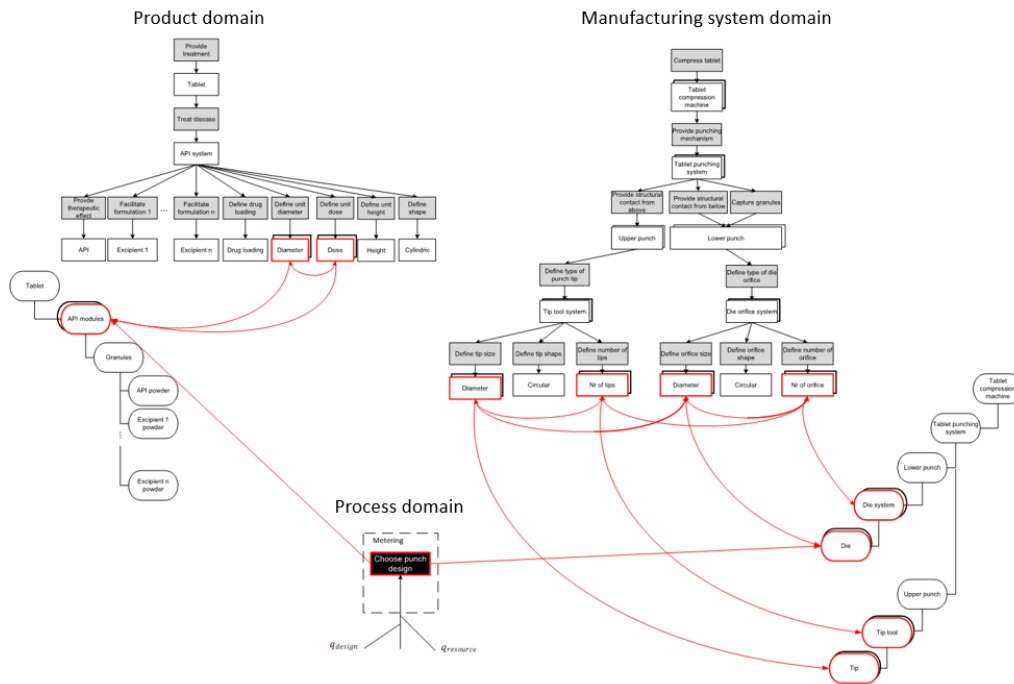 Product domain
Manufacturing system domain
Provide
treatment
Tablet
Treat disease
API system
Provide
therapeutic
effect
Facilitate
formulation 1
...
Facilitate
formulation n
Define drug
loading
Define unit
diameter
Define unit
dose
Define unit
height
Define
shape
API
Excipient 1
Excipient n
Drug loading
Diameter
Dose
Height
Cylindric
Tablet
API modules
Granules
API powder
Excipient 1
powder
...
Excipient n
powder
Compress tablet
Tablet
compression
machine
Provide punching
mechanism
Tablet punching
system
Provide structural
contact from
above
Provide structural
contact from below
Capture granules
Upper punch
Lower punch
Define type of
punch tip
Define type of die
orifice
Tip tool system
Die orifice system
Define tip size
Define tip shape
Define number of
tips
Define orifice size
Define orifice
shape
Define number of
orifice
Diameter
Circular
Nr of tips
Diameter
Circular
Nr of orifice
Tablet
compression
machine
Tablet punching
system
Lower punch
Die system
Die
Upper punch
Tip tool
Tip
Process domain
Metering
Choose punch
design
q_design
q_resource